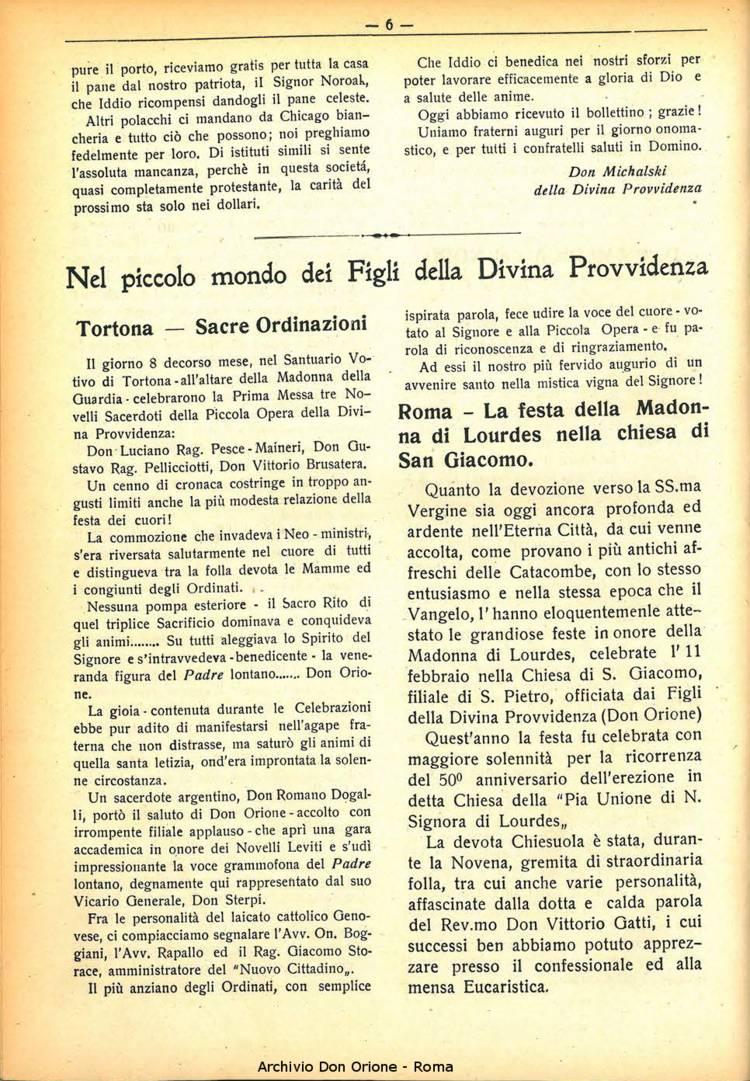 — 6 —
pure il porto, riceviamo gratis per tutta la casa
il pane dal nostro patriota, il Signor Noroak,
che Iddio ricompensi dandogli il pane celeste.
Altri polacchi ci mandano da Chicago bian-
cheria e tutto ciò che possono; noi preghiamo
fedelmente per loro. Di istituti simili si sente
l'assoluta mancanza, perchè in questa societá,
quasi completamente protestante, la carità del
prossimo sta solo nei dollari.
Che Iddio ci benedica nei nostri sforzi per
poter lavorare efficacemente a gloria di Dio e
a salute delle anime.
Oggi abbiamo ricevuto il bollettino ; grazie !
Uniamo fraterni auguri per il giorno onoma-
stico, e per tutti i confratelli saluti in Domino.
Don Michalski
della Divina Provvidenza
Nel piccolo mondo dei Figli della Divina Provvidenza
Tortona — Sacre Ordinazioni
Il giorno 8 decorso mese, nel Santuario Vo-
tivo di Tortona - all'altare della Madonna della
Guardia - celebrarono la Prima Messa tre No-
velli Sacerdoti della Piccola Opera della Divi-
na Provvidenza:
Don Luciano Rag. Pesce - Maineri, Don Gu-
stavo Rag. Pellicciotti, Don Vittorio Brusatera.
Un cenno di cronaca costringe in troppo an-
gusti limiti anche la più modesta relazione della
festa dei cuori !
La commozione che invadeva i Neo - ministri,
s'era riversata salutarmente nel cuore di tutti
e distingueva tra la folla devota le Mamme ed
i congiunti degli Ordinati.
Nessuna pompa esteriore - il Sacro Rito di
quel triplice Sacrificio dominava e conquideva
gli animi........ Su tutti aleggiava lo Spirito del
Signore e s'intravvedeva - benedicente - la vene-
randa figura del Padre lontano....... Don Orio-
ne.
La gioia - contenuta durante le Celebrazioni
ebbe pur adito di manifestarsi nell'agape fra-
terna che non distrasse, ma saturò gli animi di
quella santa letizia, ond'era improntata la solen-
ne circostanza.
Un sacerdote argentino, Don Romano Dogal-
li, portò il saluto di Don Orione - accolto con
irrompente filiale applauso - che aprì una gara
accademica in onore dei Novelli Leviti e s'udì
impressionante la voce grammofona del Padre
lontano, degnamente qui rappresentato dal suo
Vicario Generale, Don Sterpi.
Fra le personalità del laicato cattolico Geno-
vese, ci compiacciamo segnalare l'Avv. On. Bog-
giani, l'Avv. Rapallo ed il Rag. Giacomo Sto-
race, amministratore del "Nuovo Cittadino„.
Il più anziano degli Ordinati, con semplice
ispirata parola, fece udire la voce del cuore - vo-
tato al Signore e alla Piccola Opera - e fu pa-
rola di riconoscenza e di ringraziamento.
Ad essi il nostro più fervido augurio di un
avvenire santo nella mistica vigna del Signore !
Roma – La festa della Madon-
na di Lourdes nella chiesa di
San Giacomo.
Quanto la devozione verso la SS.ma
Vergine sia oggi ancora profonda ed
ardente nell'Eterna Città, da cui venne
accolta, come provano i più antichi af-
freschi delle Catacombe, con lo stesso
entusiasmo e nella stessa epoca che il
Vangelo, l'hanno eloquentemenle atte-
stato le grandiose feste in onore della
Madonna di Lourdes, celebrate l' 11
febbraio nella Chiesa di S. Giacomo,
filiale di S. Pietro, officiata dai Figli
della Divina Provvidenza (Don Orione)
Quest'anno la festa fu celebrata con
maggiore solennità per la ricorrenza
del 50º anniversario dell'erezione in
detta Chiesa della "Pia Unione di N.
Signora di Lourdes„
La devota Chiesuola è stata, duran-
te la Novena, gremita di straordinaria
folla, tra cui anche varie personalità,
affascinate dalla dotta e calda parola
del Rev.mo Don Vittorio Gatti, i cui
successi ben abbiamo potuto apprez-
zare presso il confessionale ed alla
mensa Eucaristica.
Archivio Don Orione - Roma